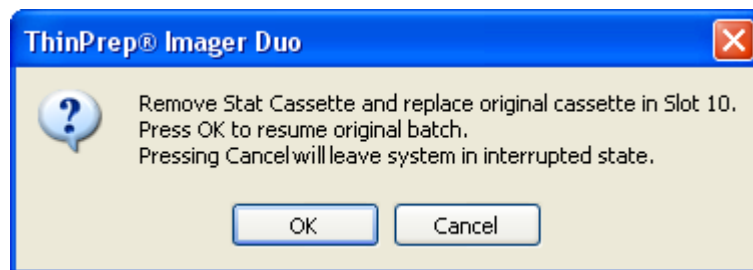 ThinPrep® Imager Duo
Remove Stat Cassette and replace original cassette in Slot 10.
Press OK to resume original batch.
Pressing Cancel will leave system in interrupted state.
OK Cancel